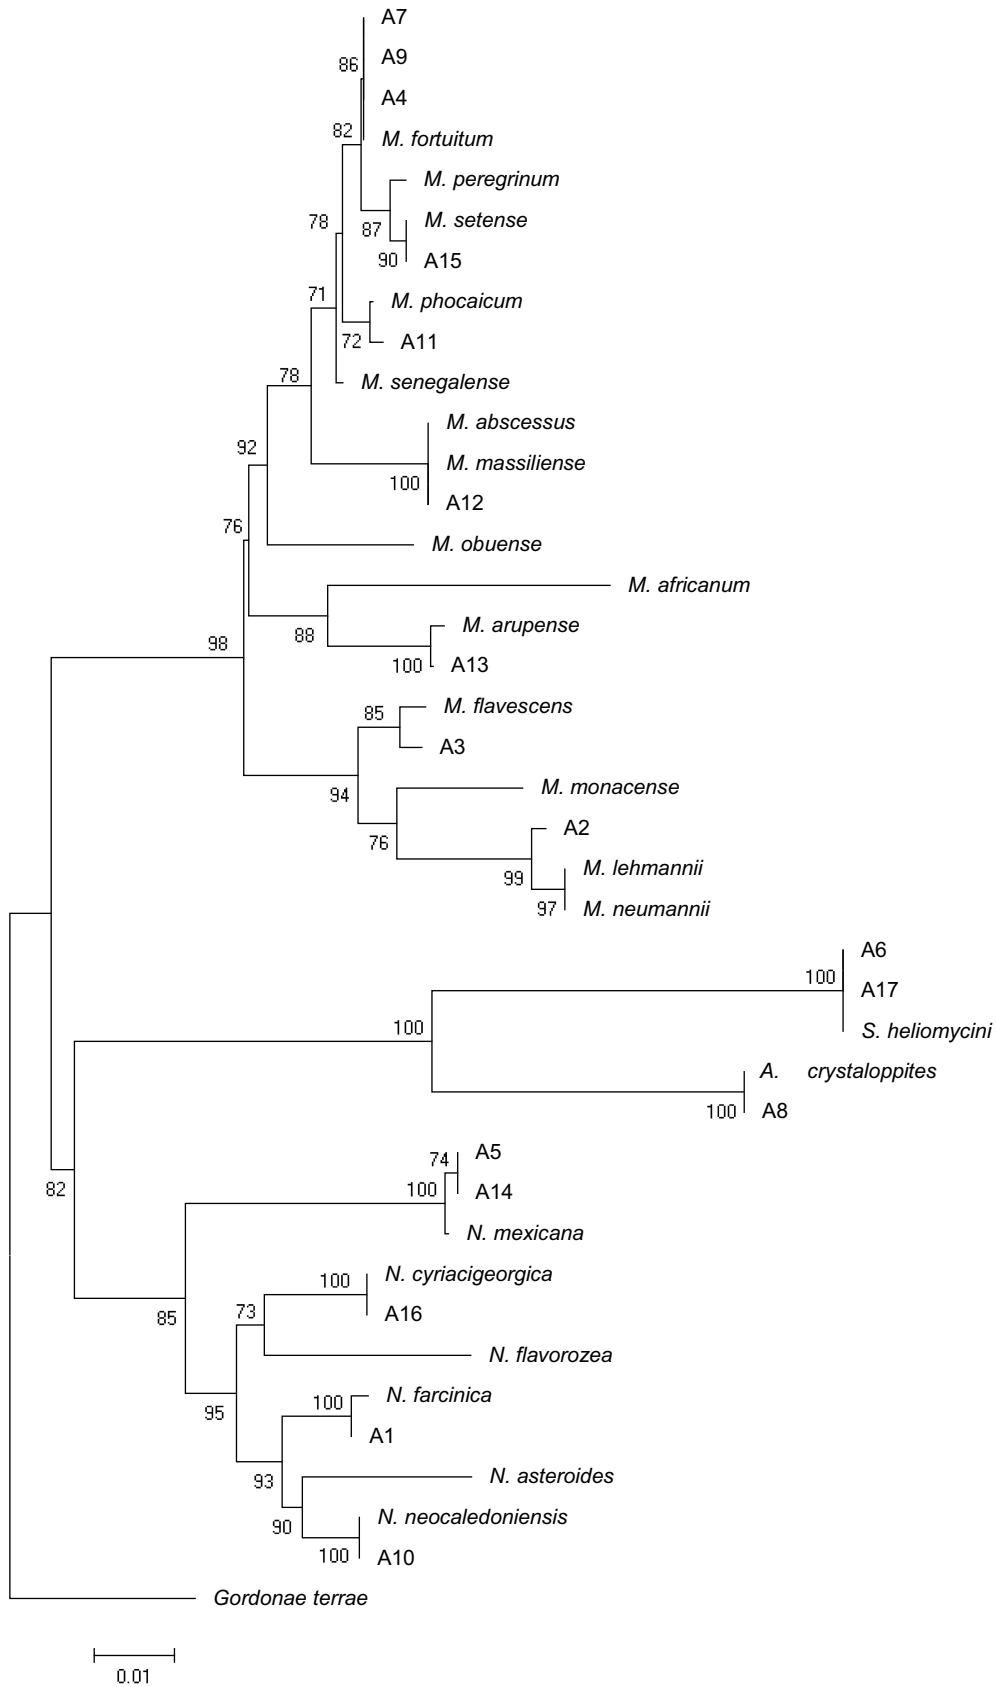 A7
A9
86
A4
82
M. fortuitum
M. peregrinum
78
M. setense
87
90
A15
71
M. phocaicum
72
A11
78
M. senegalense
M. abscessus
92
M. massiliense
100
A12
76
M. obuense
M. africanum
88
M. arupense
98
100
A13
M. flavescens
85
A3
94
M. monacense
76
A2
M. lehmannii
99
97
M. neumannii
A6
100
A17
100
S. heliomycini
A. crystaloppites
100
A8
74
A5
100
A14
82
N. mexicana
100
N. cyriacigeorgica
73
A16
85
N. flavorozea
100
N. farcinica
95
A1
93
N. asteroides
90
N. neocaledoniensis
100
A10
Gordonae terrae
0.01